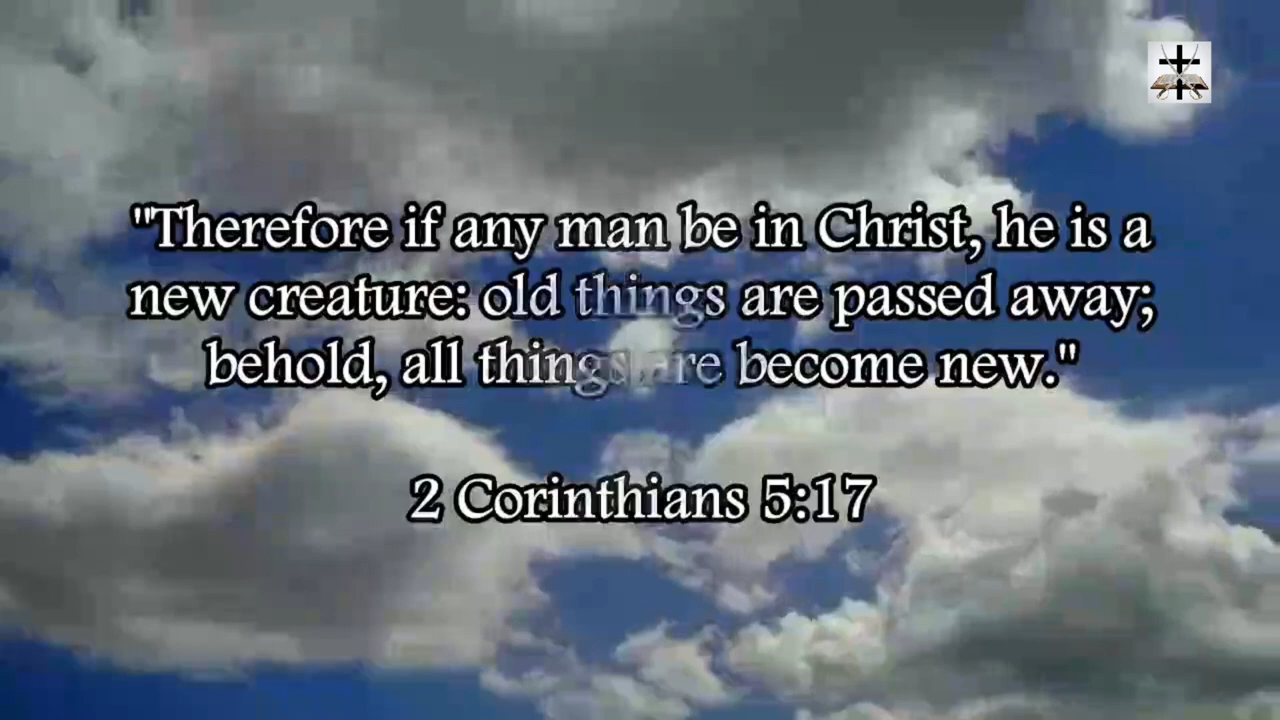 "Therefore if any man be in Christ, he is a
new creature: old things are passed away;
behold, all things are become new."
2 Corinthians 5:17